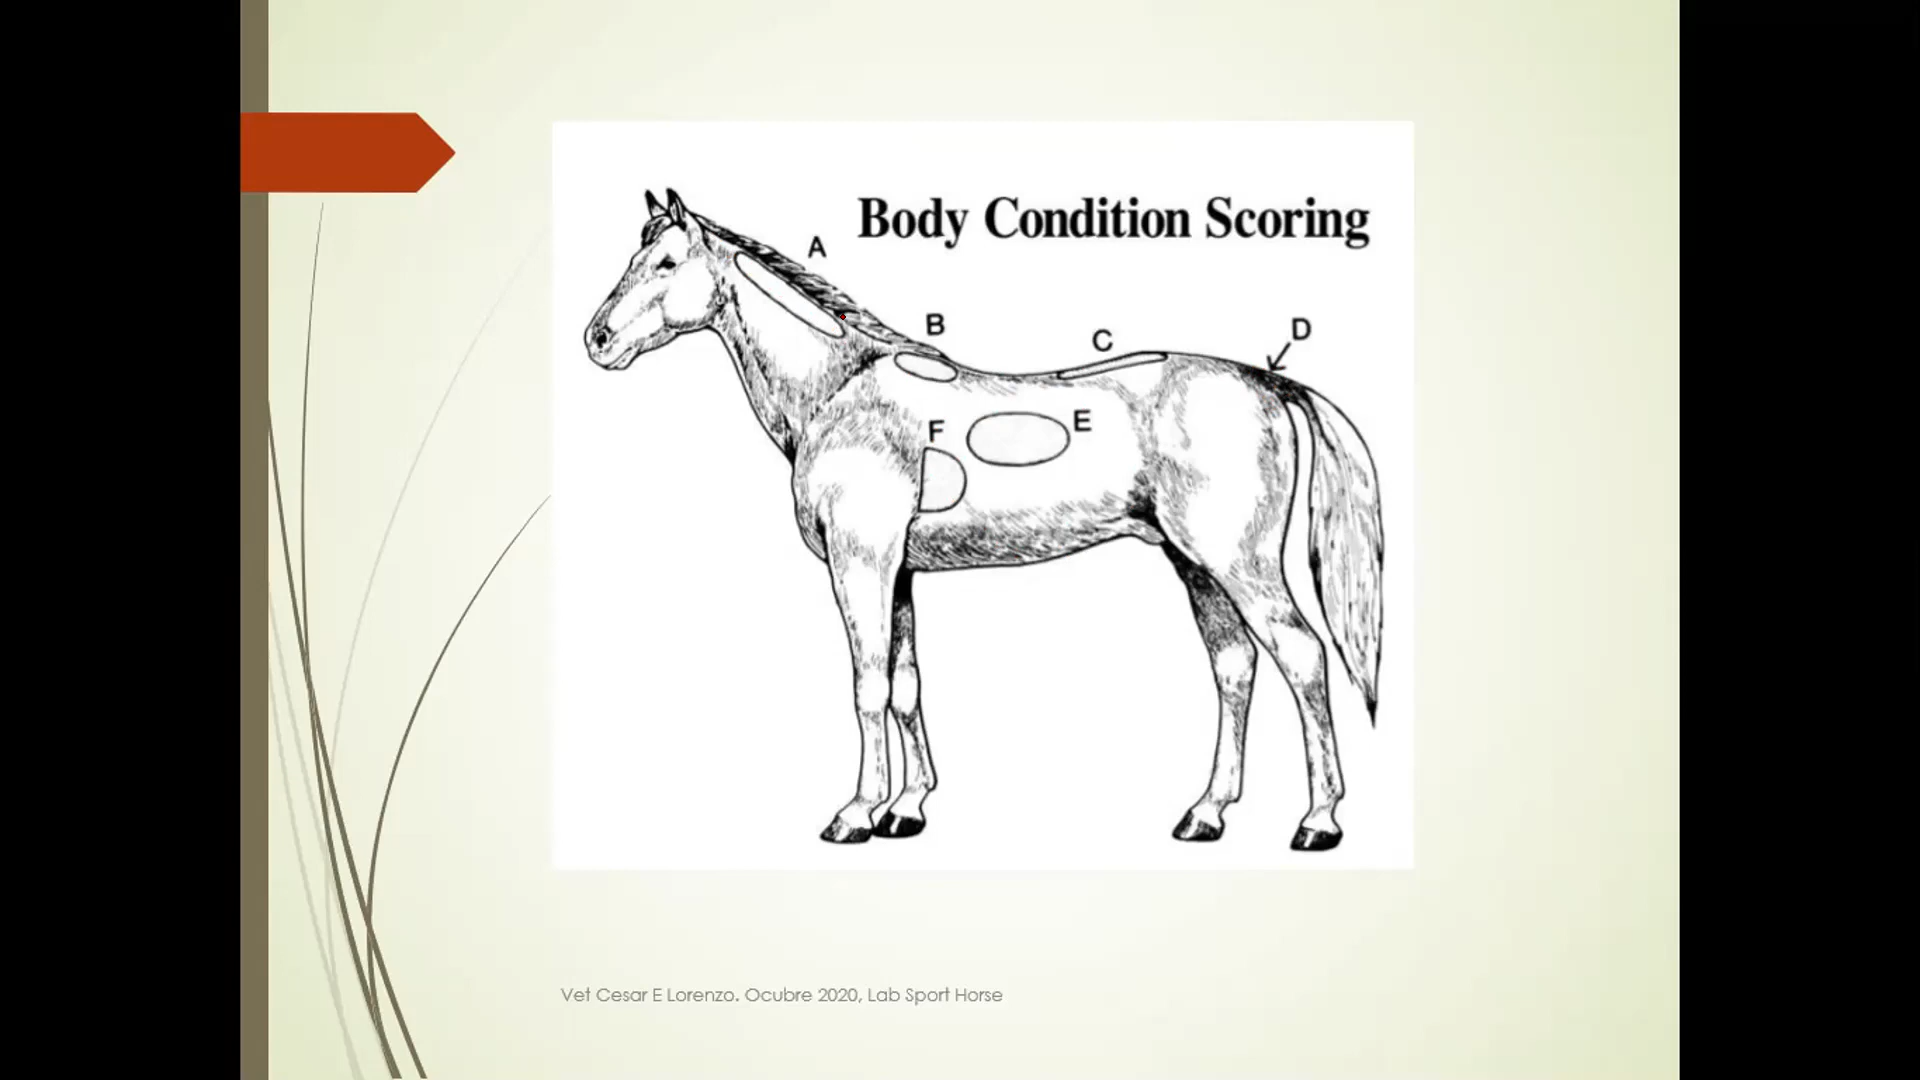 Body Condition Scoring
A
B
C
D
E
F
Vet Cesar E Lorenzo. Ocubre 2020, Lab Sport Horse